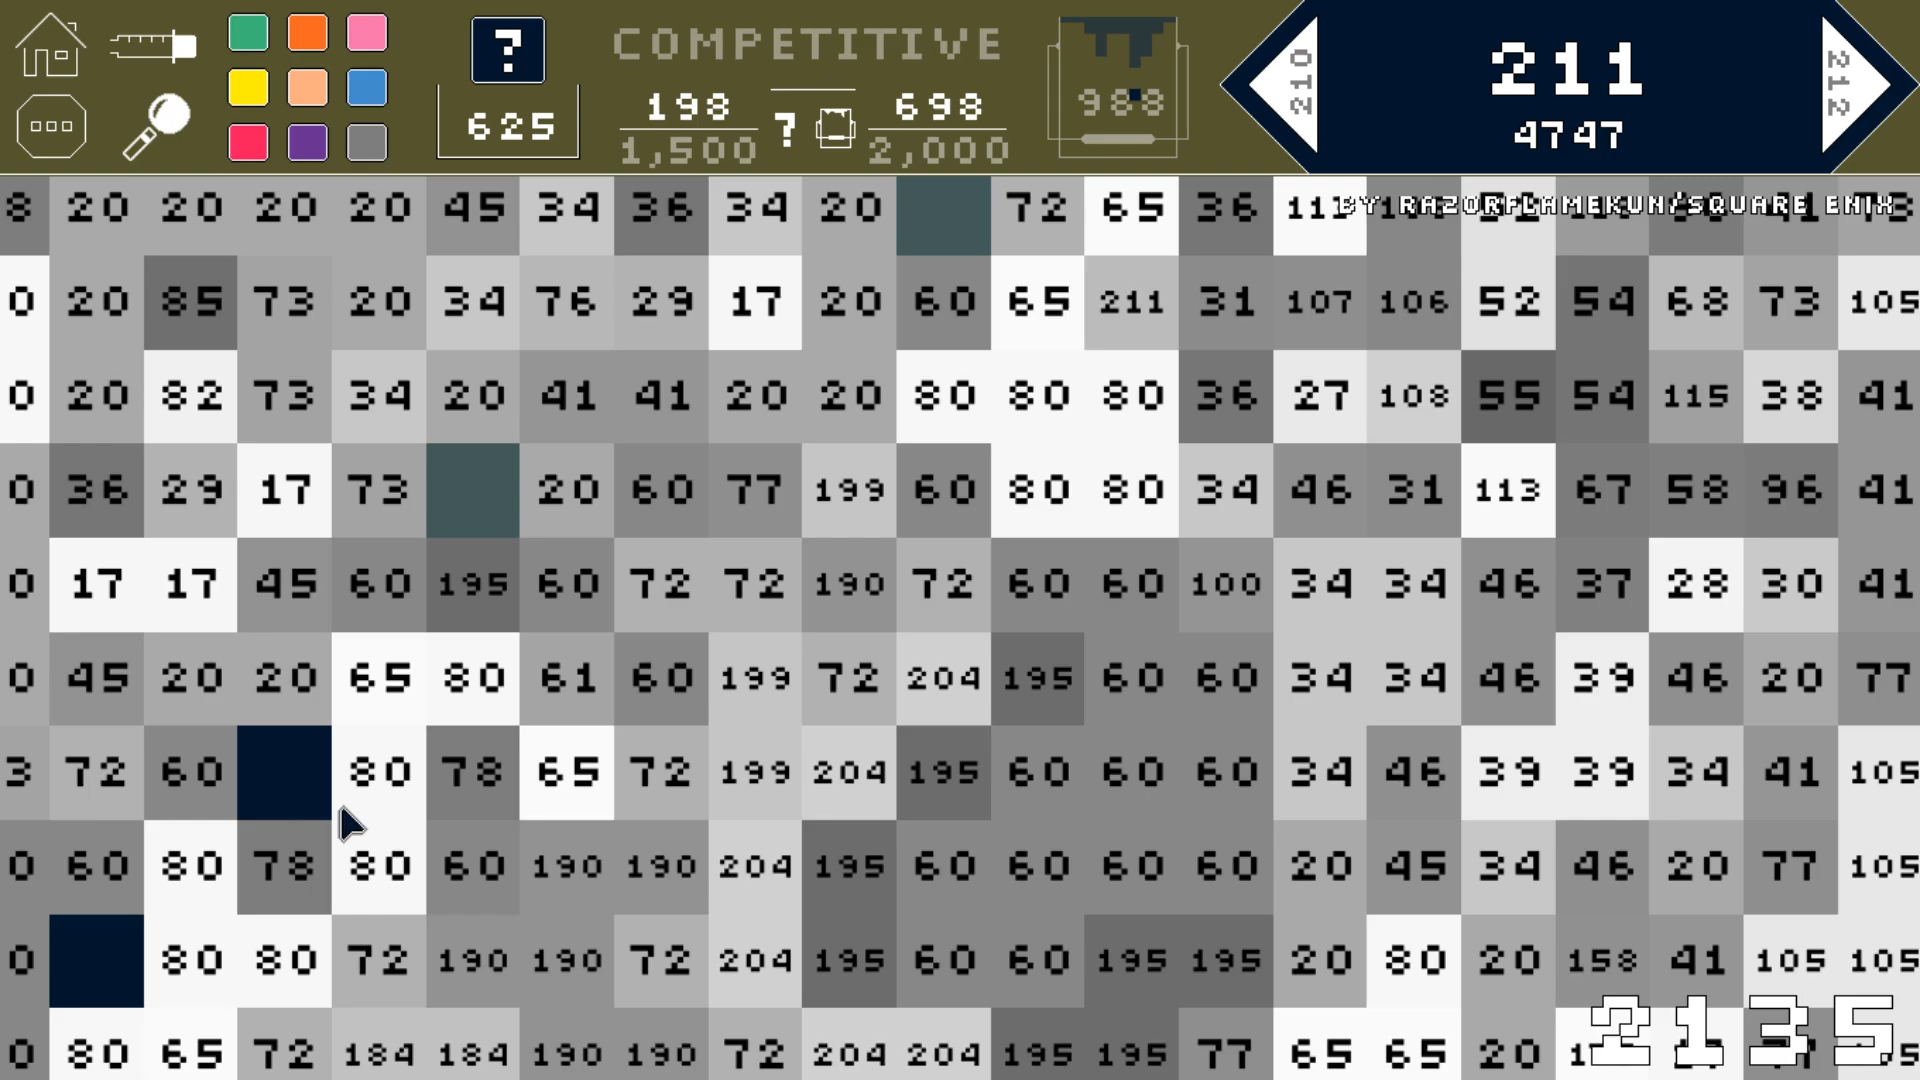 COMPETITIVE
?
625
198
1,500
?
698
2,000
988
210
211
4747
212
BY RAZORFLAMEKUN/SQUARE ENIX
8 20 20 20 20 45 34 36 34 20 72 65 36 52 41 73
0 20 85 73 20 34 76 29 17 20 60 65 211 31 107 106 52 54 68 73 105
0 20 82 73 34 20 41 41 20 20 80 80 80 36 27 108 55 54 115 38 41
0 36 29 17 73 20 60 77 199 60 80 80 34 46 31 113 67 58 96 41
0 17 17 45 60 195 60 72 72 190 72 60 60 100 34 34 46 37 28 30 41
0 45 20 20 65 80 61 60 199 72 204 195 60 60 34 34 46 39 46 20 77
3 72 60 80 78 65 72 199 204 195 60 60 60 34 46 39 39 34 41 105
0 60 80 78 80 60 190 190 204 195 60 60 60 60 20 45 34 46 20 77 105
0 80 80 72 190 190 72 204 195 60 60 195 195 20 80 20 158 41 105 105
0 80 65 72 184 184 190 190 72 204 204 195 195 77 65 65 20
2135